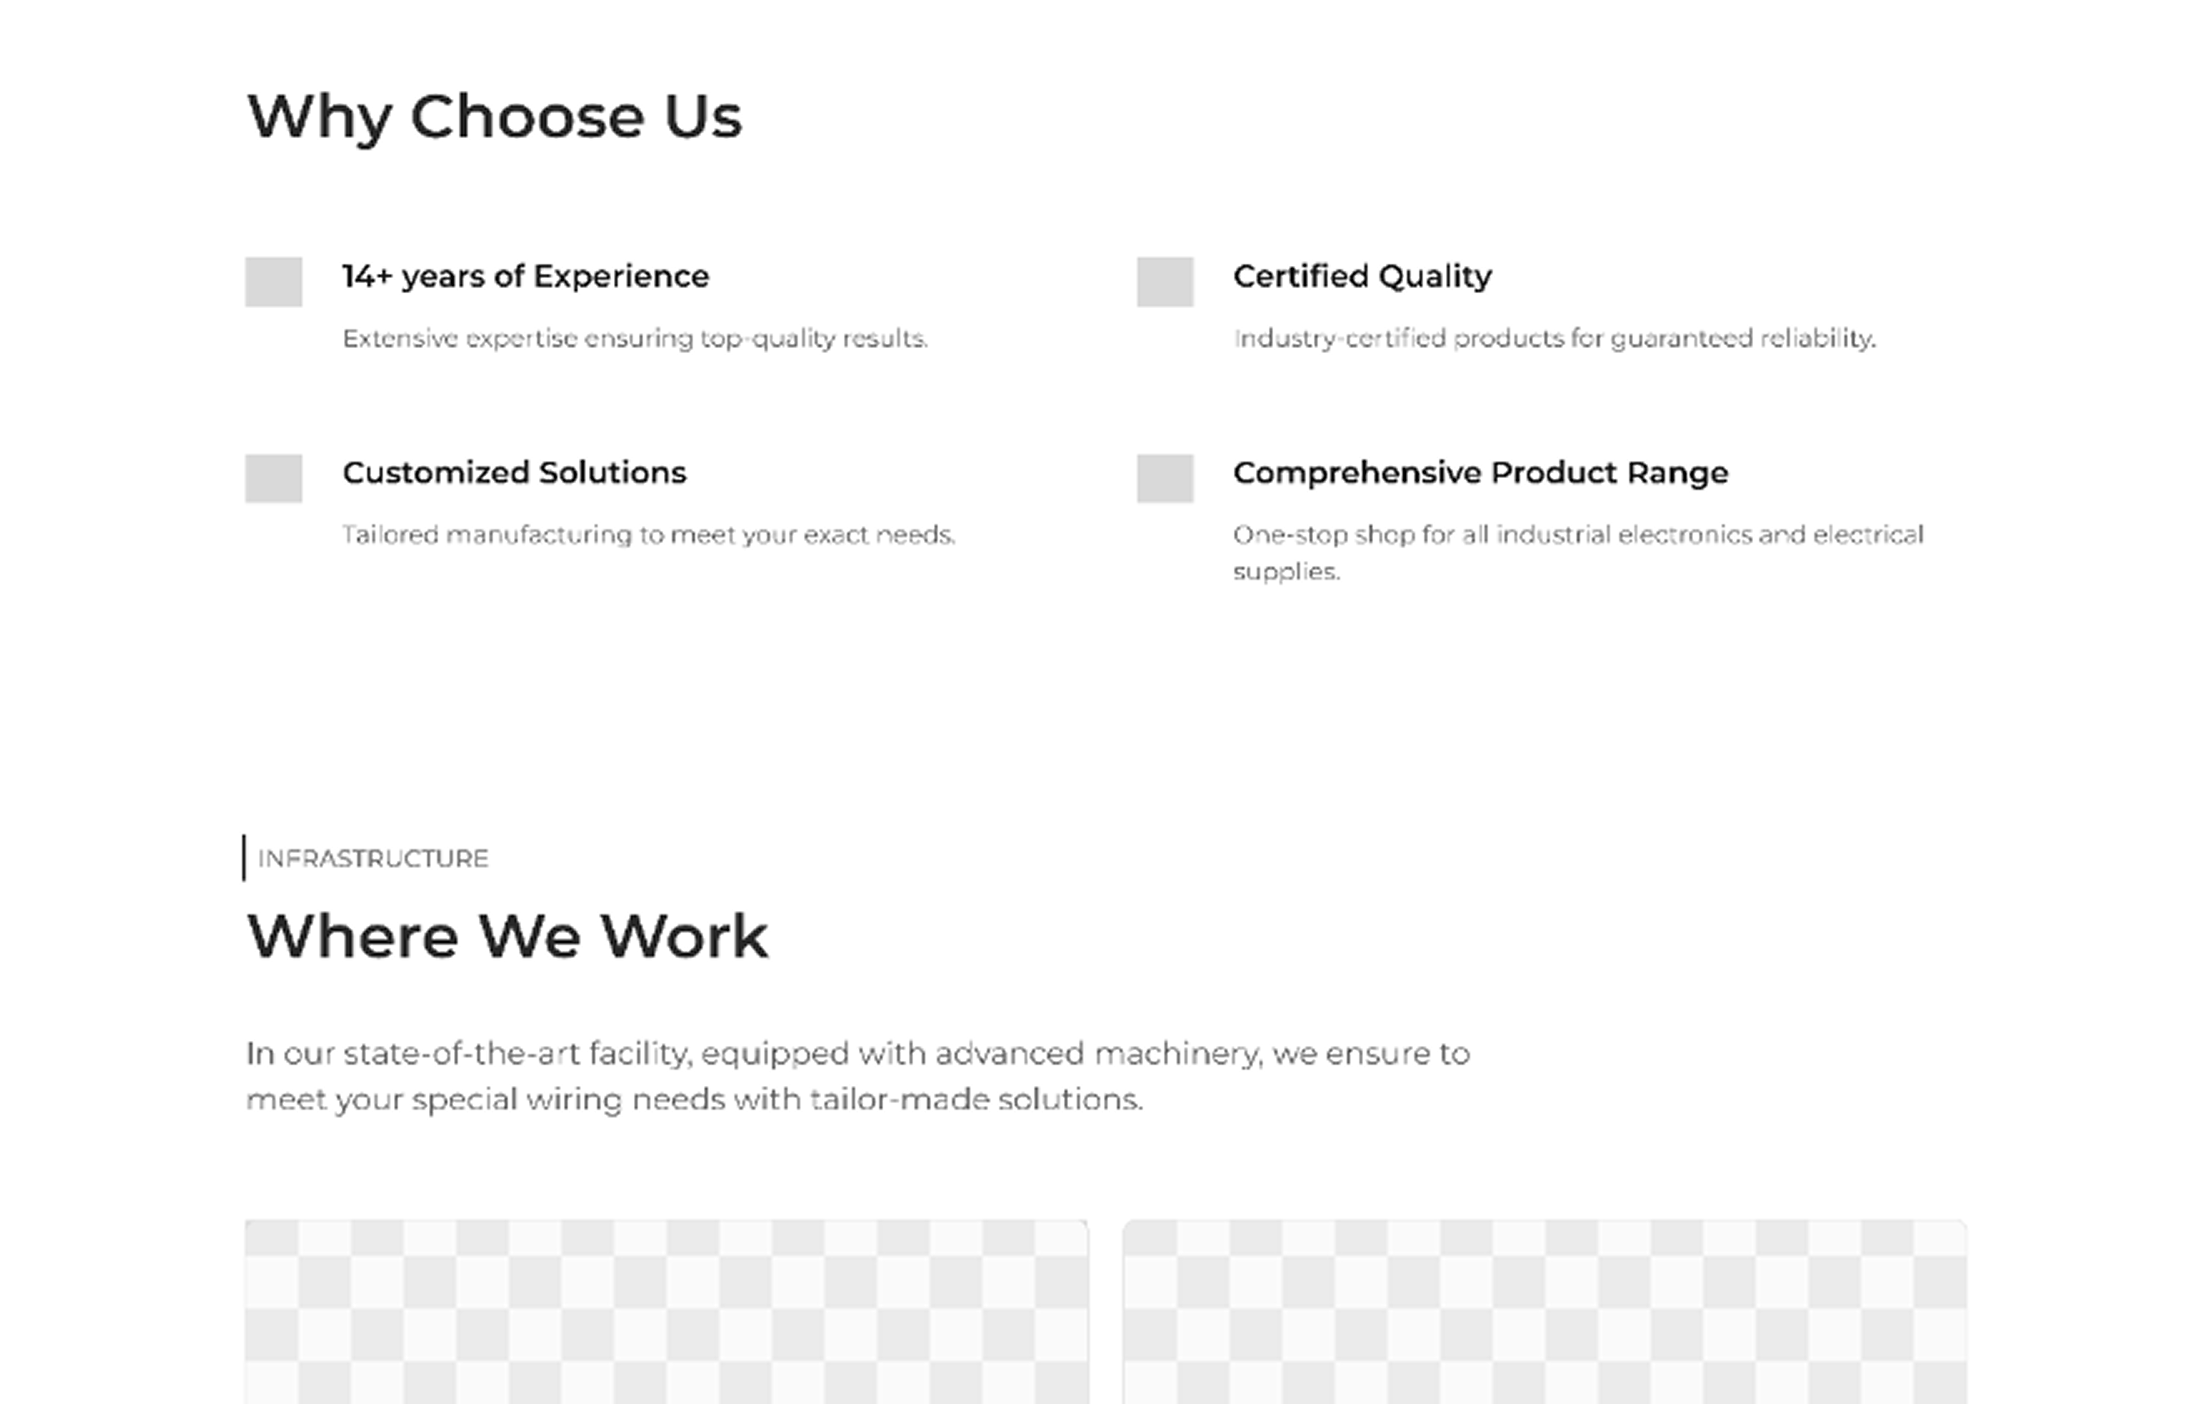 Why Choose Us
14+ years of Experience
Extensive expertise ensuring top-quality results.
Certified Quality
Industry-certified products for guaranteed reliability.
Customized Solutions
Tailored manufacturing to meet your exact needs.
Comprehensive Product Range
One-stop shop for all industrial electronics and electrical
supplies.
INFRASTRUCTURE
Where We Work
In our state-of-the-art facility, equipped with advanced machinery, we ensure to
meet your special wiring needs with tailor-made solutions.